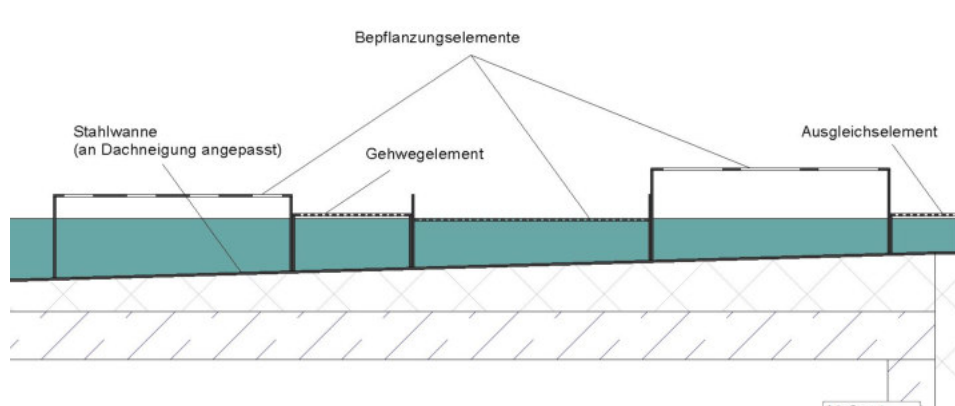 Bepflanzungselemente
Stahlwanne
(an Dachneigung angepasst)
Gehwegelement
Ausgleichselement